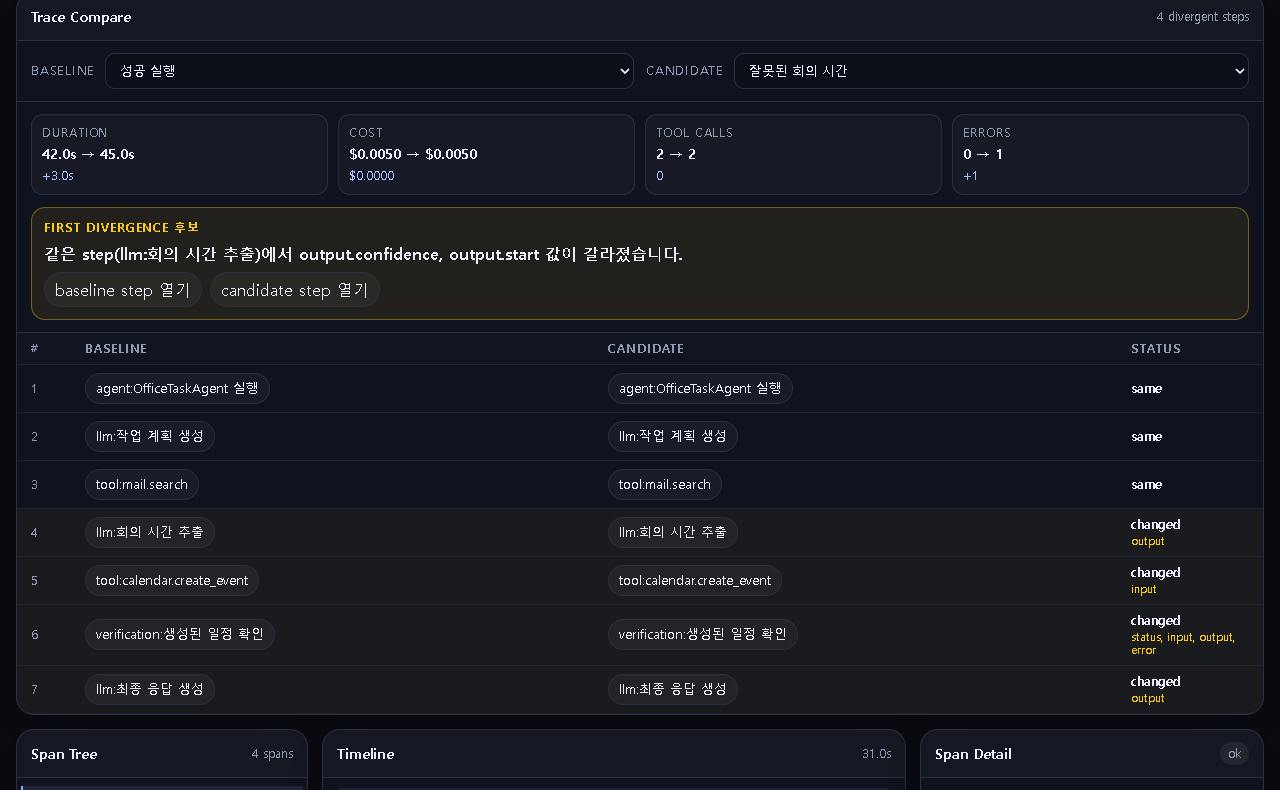 Trace Compare
4 divergent steps
BASELINE 성공 실행 CANDIDATE 잘못된 회의 시간
DURATION
42.0s → 45.0s
+3.0s
COST
$0.0050 → $0.0050
$0.0000
TOOL CALLS
2 → 2
0
ERRORS
0 → 1
+1
FIRST DIVERGENCE 후보
같은 step(llm:회의 시간 추출)에서 output.confidence, output.start 값이 갈라졌습니다.
baseline step 열기 candidate step 열기
# BASELINE CANDIDATE STATUS
1 agent:OfficeTaskAgent 실행 agent:OfficeTaskAgent 실행 same
2 llm:작업 계획 생성 llm:작업 계획 생성 same
3 tool:mail.search tool:mail.search same
4 llm:회의 시간 추출 llm:회의 시간 추출 changed
output
5 tool:calendar.create_event tool:calendar.create_event changed
input
6 verification:생성된 일정 확인 verification:생성된 일정 확인 changed
status, input, output,
error
7 llm:최종 응답 생성 llm:최종 응답 생성 changed
output
Span Tree 4 spans
Timeline 31.0s
Span Detail ok